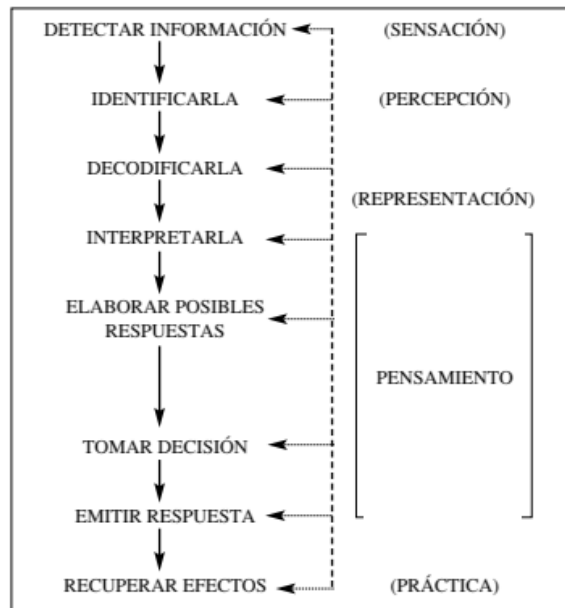 DETECTAR INFORMACIÓN (SENSACIÓN)
IDENTIFICARLA (PERCEPCIÓN)
DECODIFICARLA
(REPRESENTACIÓN)
INTERPRETARLA
ELABORAR POSIBLES
RESPUESTAS
PENSAMIENTO
TOMAR DECISIÓN
EMITIR RESPUESTA
RECUPERAR EFECTOS (PRÁCTICA)